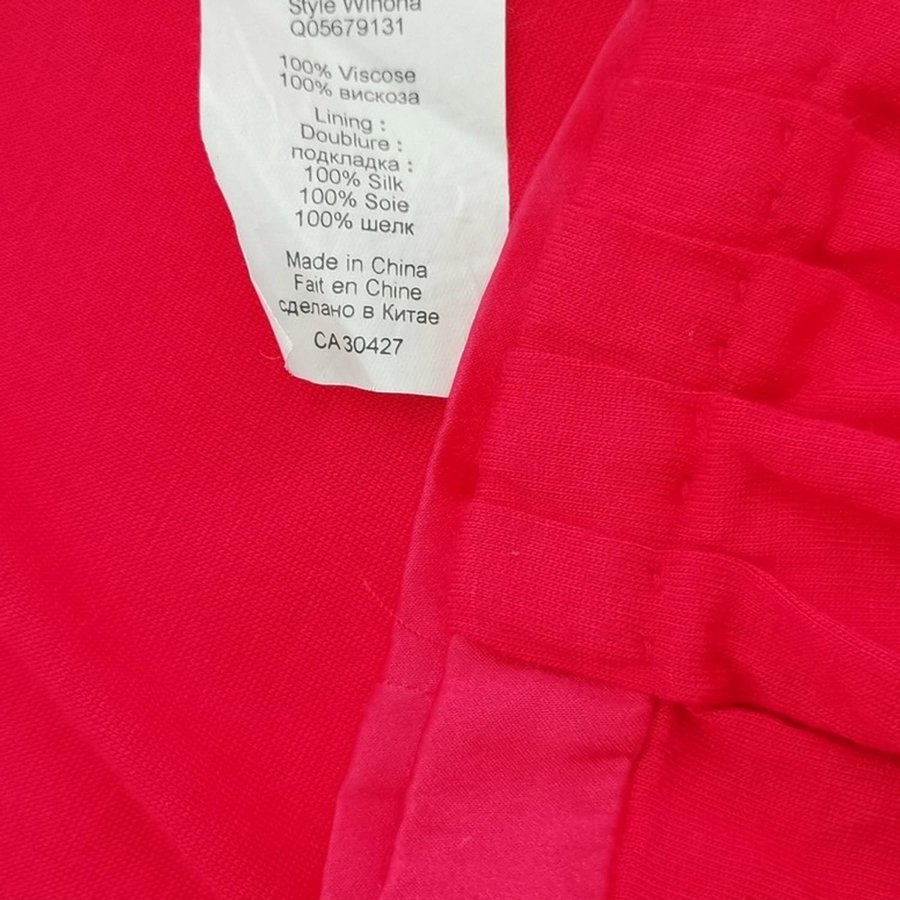 Style Winona
Q05679131
100% Viscose
100% вискоза
Lining :
Doublure :
подкладка :
100% Silk
100% Soie
100% шелк
Made in China
Fait en Chine
сделано в Китае
CA30427